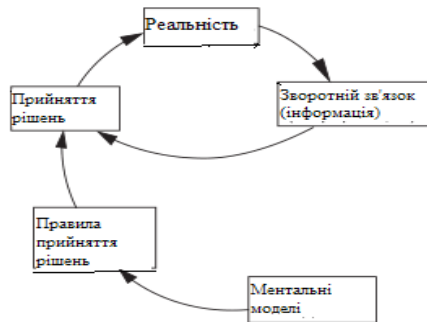 Реальність
Прийняття
рішень
Зворотній зв'язок
(інформація)
Правила
прийняття
рішень
Ментальні
моделі